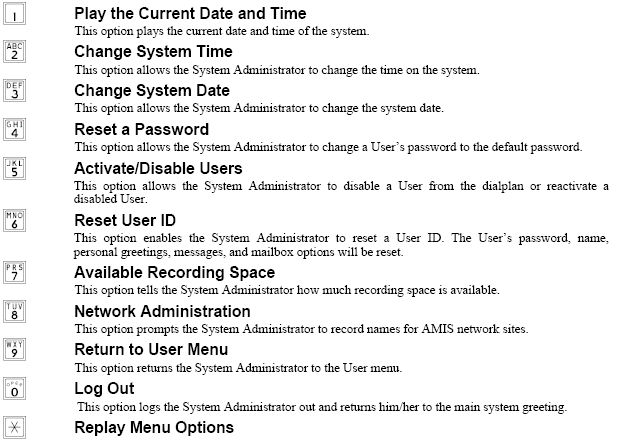 1
Play the Current Date and Time
This option plays the current date and time of the system.
ABC
2
Change System Time
This option allows the System Administrator to change the time on the system.
DEF
3
Change System Date
This option allows the System Administrator to change the system date.
GHI
4
Reset a Password
This option allows the System Administrator to change a User's password to the default password.
JKL
5
Activate/Disable Users
This option allows the System Administrator to disable a User from the dialplan or reactivate a
disabled User.
MNO
6
Reset User ID
This option enables the System Administrator to reset a User ID. The User's password, name,
personal greetings, messages, and mailbox options will be reset.
PRS
7
Available Recording Space
This option tells the System Administrator how much recording space is available.
TUV
8
Network Administration
This option prompts the System Administrator to record names for AMIS network sites.
WXY
9
Return to User Menu
This option returns the System Administrator to the User menu.
0
Log Out
This option logs the System Administrator out and returns him/her to the main system greeting.
*
Replay Menu Options